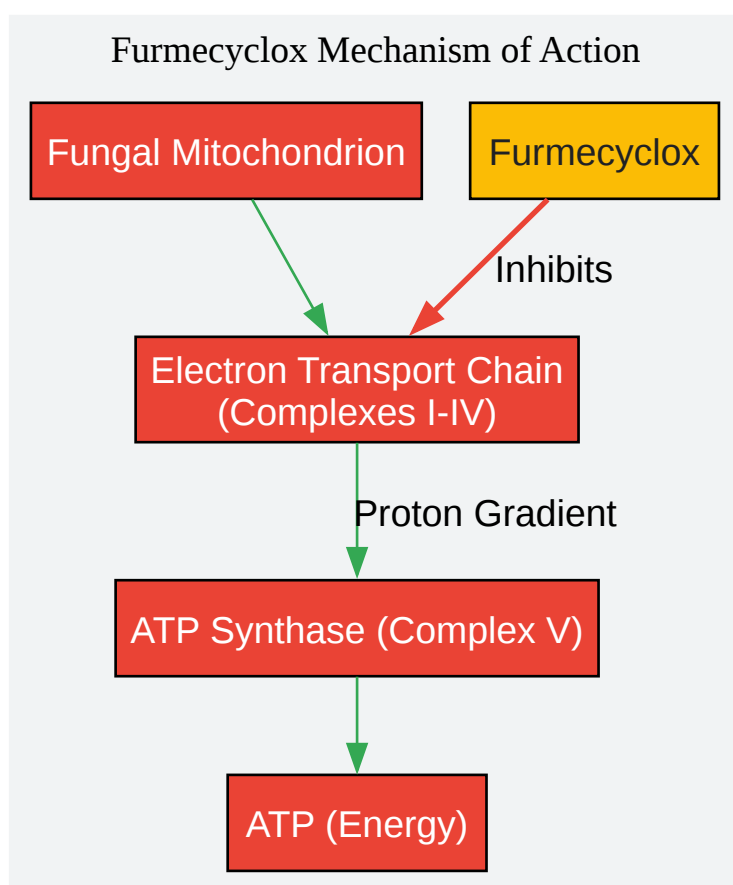 Furmecyclox Mechanism of Action
Fungal Mitochondrion
Furmecyclox
Inhibits
Electron Transport Chain
(Complexes I-IV)
Proton Gradient
ATP Synthase (Complex V)
ATP (Energy)